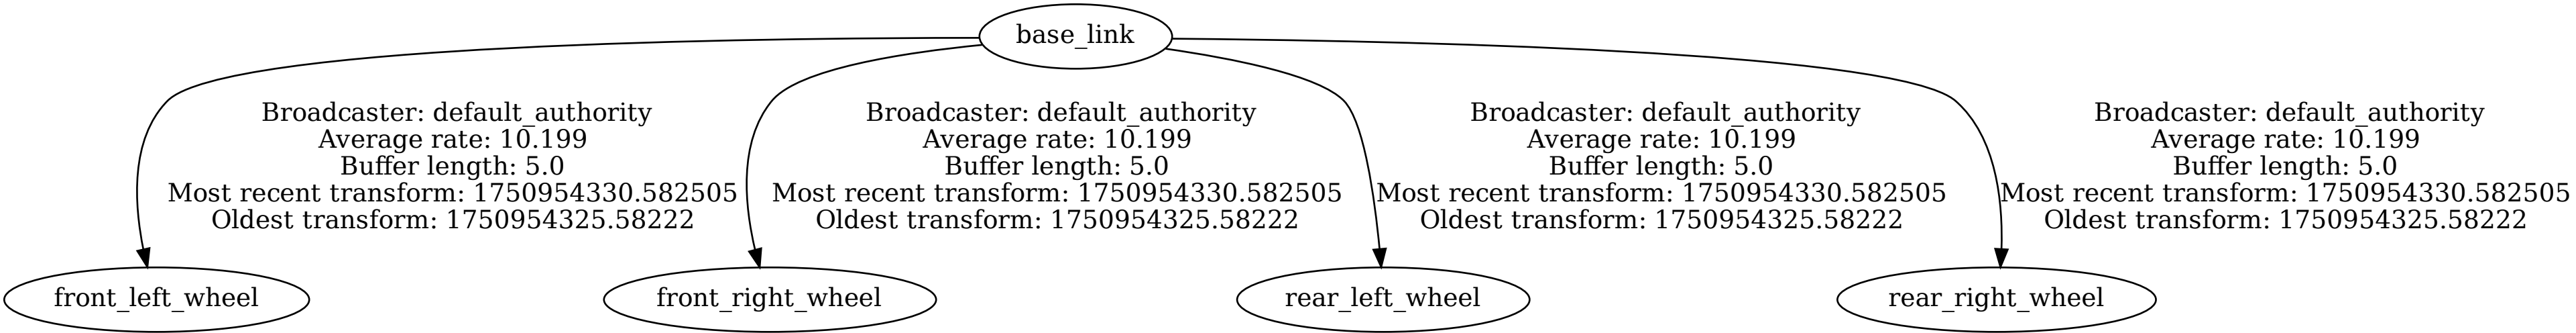 base_link
Broadcaster: default_authority
Average rate: 10.199
Buffer length: 5.0
Most recent transform: 1750954330.582505
Oldest transform: 1750954325.58222
Broadcaster: default_authority
Average rate: 10.199
Buffer length: 5.0
Most recent transform: 1750954330.582505
Oldest transform: 1750954325.58222
Broadcaster: default_authority
Average rate: 10.199
Buffer length: 5.0
Most recent transform: 1750954330.582505
Oldest transform: 1750954325.58222
Broadcaster: default_authority
Average rate: 10.199
Buffer length: 5.0
Most recent transform: 1750954330.582505
Oldest transform: 1750954325.58222
front_left_wheel
front_right_wheel
rear_left_wheel
rear_right_wheel